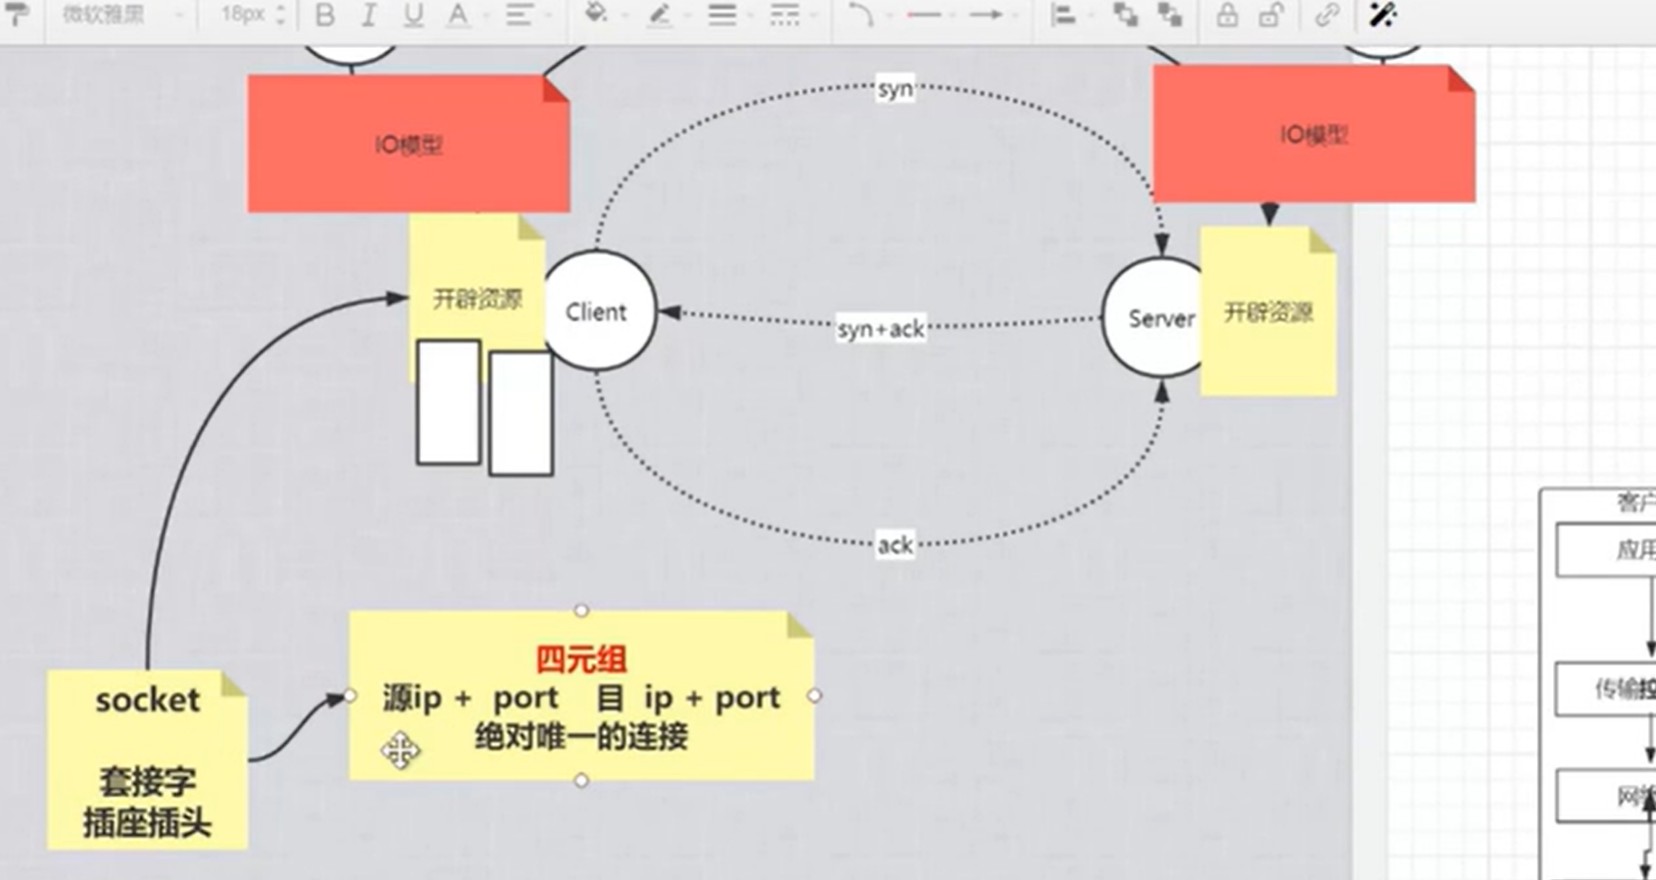 微软雅黑 18px B I U A
syn
IO模型
IO模型
开辟资源
Client
syn+ack
Server
开辟资源
ack
客户
应用
传输控
网络
四元组
源ip + port 目 ip + port
绝对唯一的连接
socket
套接字
插座插头